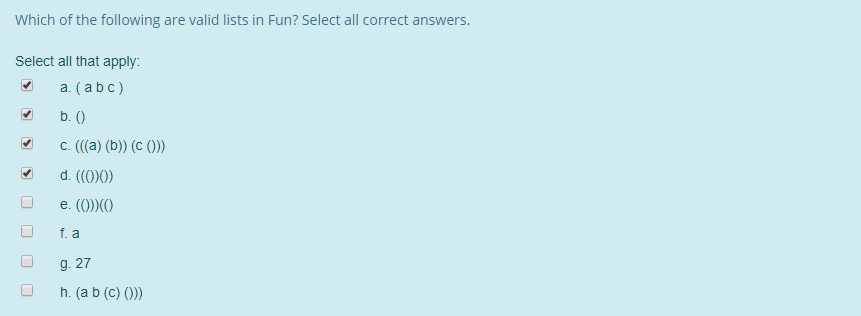 Which of the following are valid lists in Fun? Select all correct answers.
Select all that apply:
a. ( a b c )
b. ()
c. (((a) (b)) (c ()))
d. ((())())
e. (()))(()
f. a
g. 27
h. (a b (c) ()))